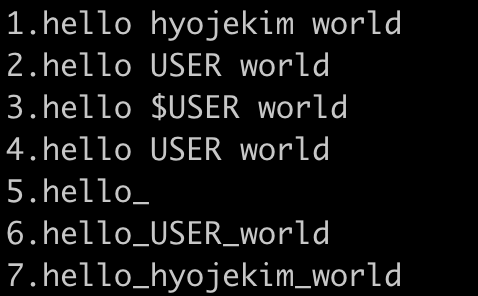 1.hello hyojekim world
2.hello USER world
3.hello $USER world
4.hello USER world
5.hello_
6.hello_USER_world
7.hello_hyojekim_world